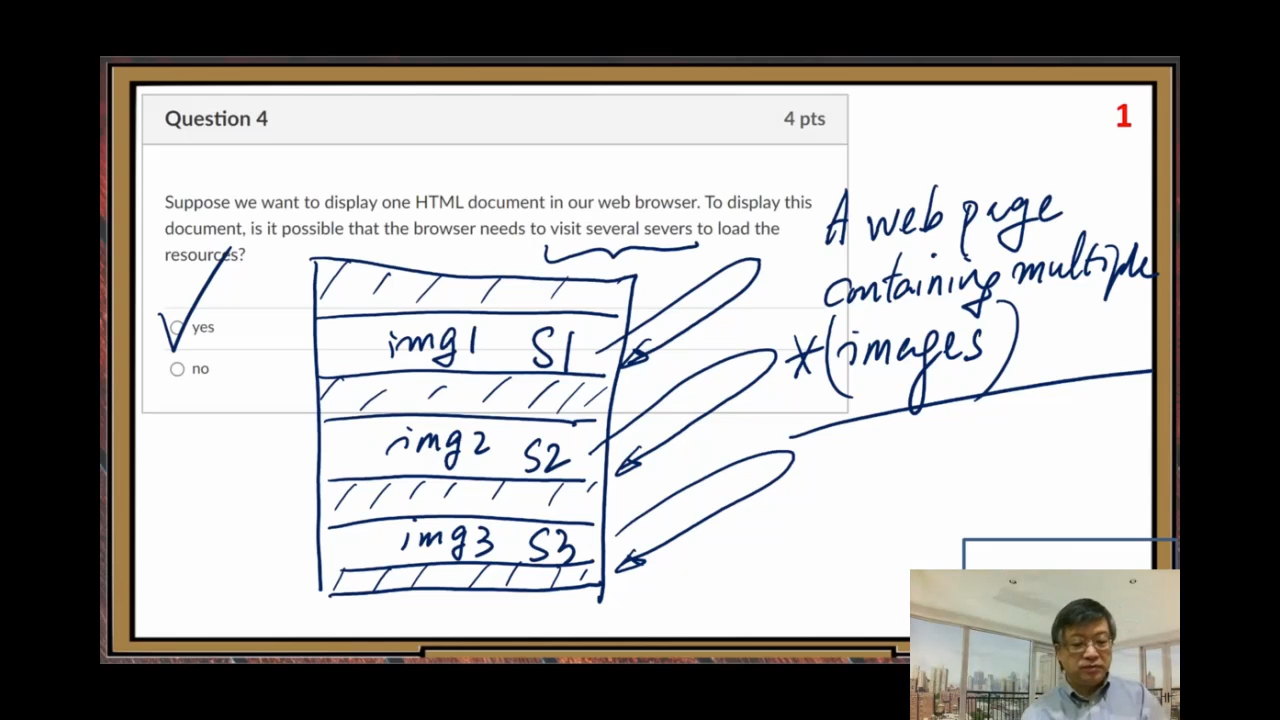 Question 4
4 pts
1
Suppose we want to display one HTML document in our web browser. To display this
document, is it possible that the browser needs to visit several severs to load the
resources?
yes
no
A web page
containing multiple
*(images)
img1 S1
img2 S2
img3 S3